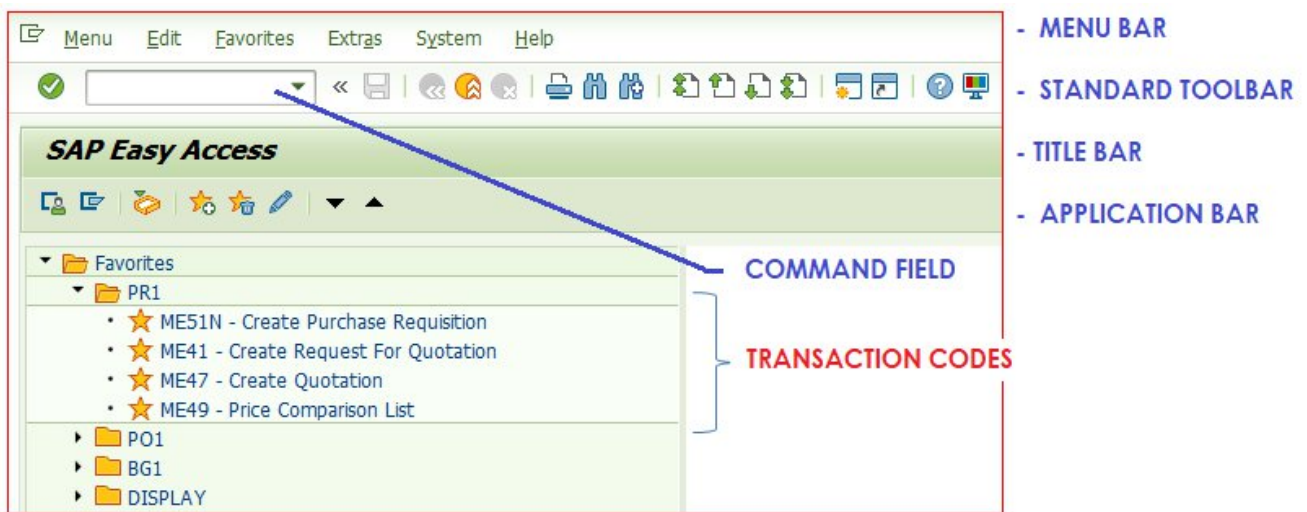 Menu Edit Favorites Extras System Help - MENU BAR
- STANDARD TOOLBAR
SAP Easy Access - TITLE BAR
- APPLICATION BAR
Favorites COMMAND FIELD
PR1
ME51N - Create Purchase Requisition
ME41 - Create Request For Quotation TRANSACTION CODES
ME47 - Create Quotation
ME49 - Price Comparison List
PO1
BG1
DISPLAY